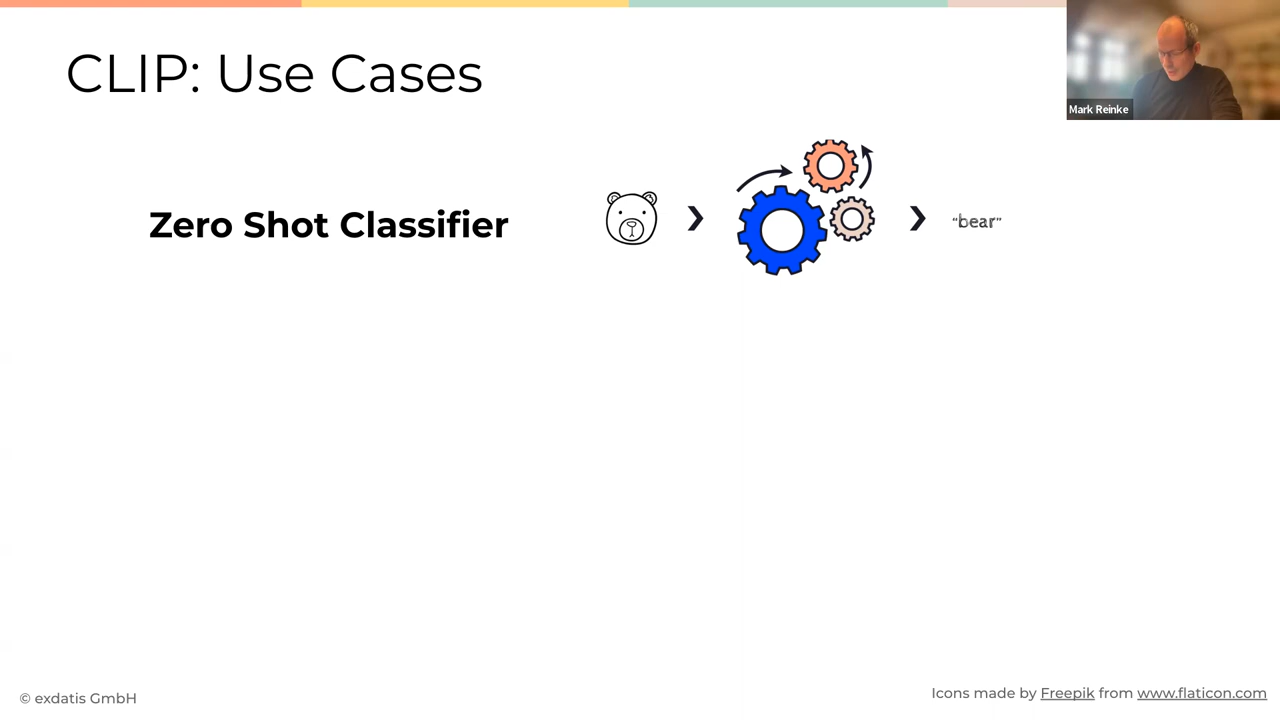 CLIP: Use Cases
Mark Reinke
Zero Shot Classifier
"bear"
© exdatis GmbH
Icons made by Freepik from www.flaticon.com